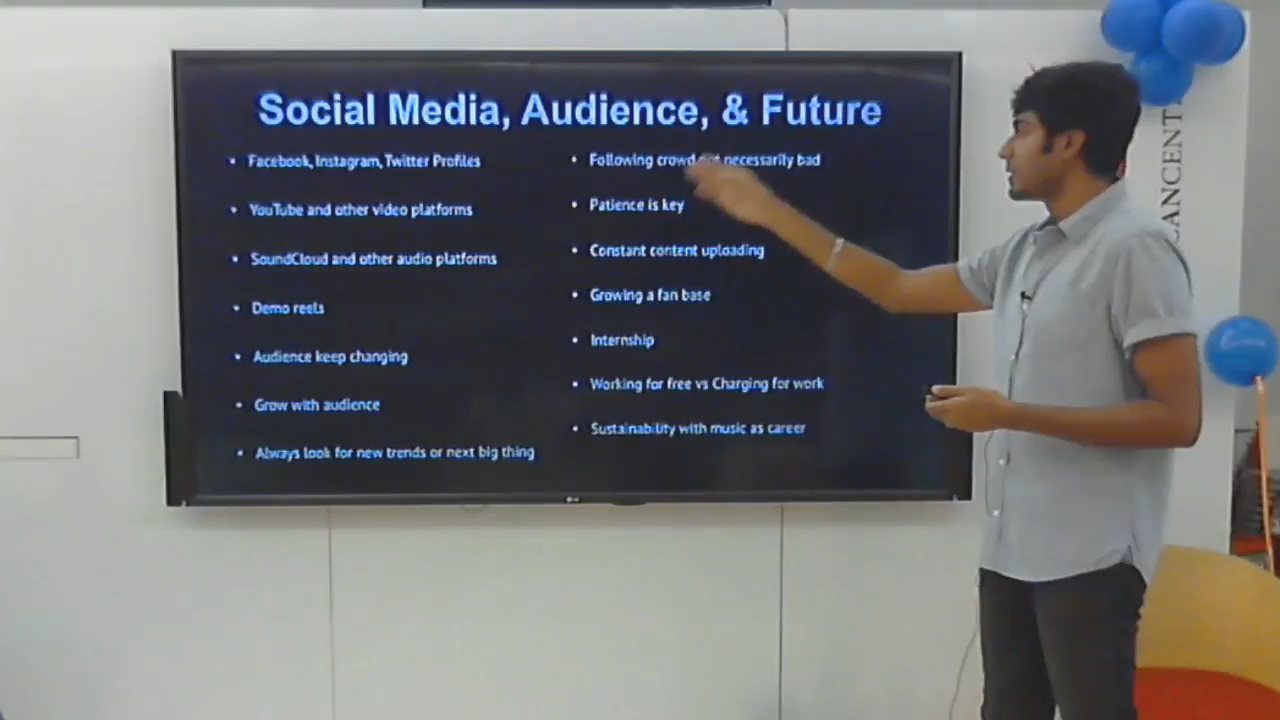 Social Media, Audience, & Future
• Facebook, Instagram, Twitter Profiles
• YouTube and other video platforms
• SoundCloud and other audio platforms
• Demo reels
• Audience keep changing
• Grow with audience
• Always look for new trends or next big thing
• Following crowd not necessarily bad
• Patience is key
• Constant content uploading
• Growing a fan base
• Internship
• Working for free vs Charging for work
• Sustainability with music as career
LG